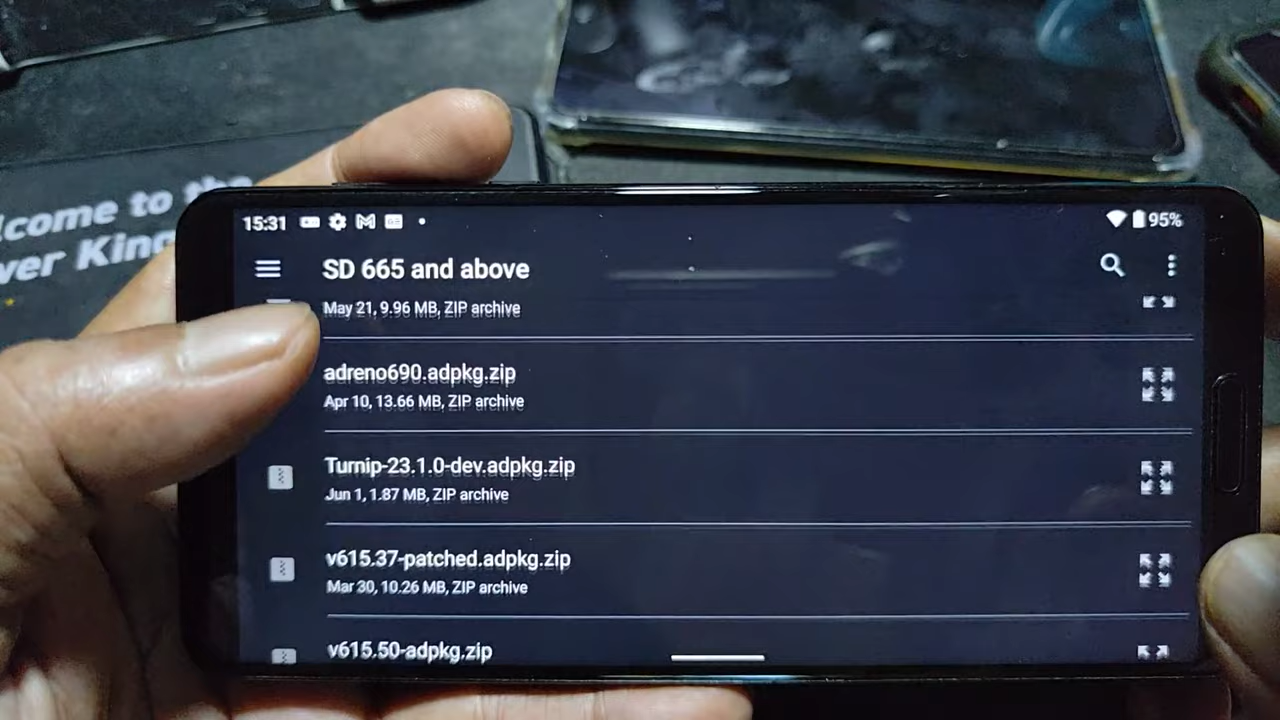 lcome to the
ver King
15:31
95%
SD 665 and above
May 21, 9.96 MB, ZIP archive
adreno690.adpkg.zip
Apr 10, 13.66 MB, ZIP archive
Turnip-23.1.0-dev.adpkg.zip
Jun 1, 1.87 MB, ZIP archive
v615.37-patched.adpkg.zip
Mar 30, 10.26 MB, ZIP archive
v615.50-adpkg.zip